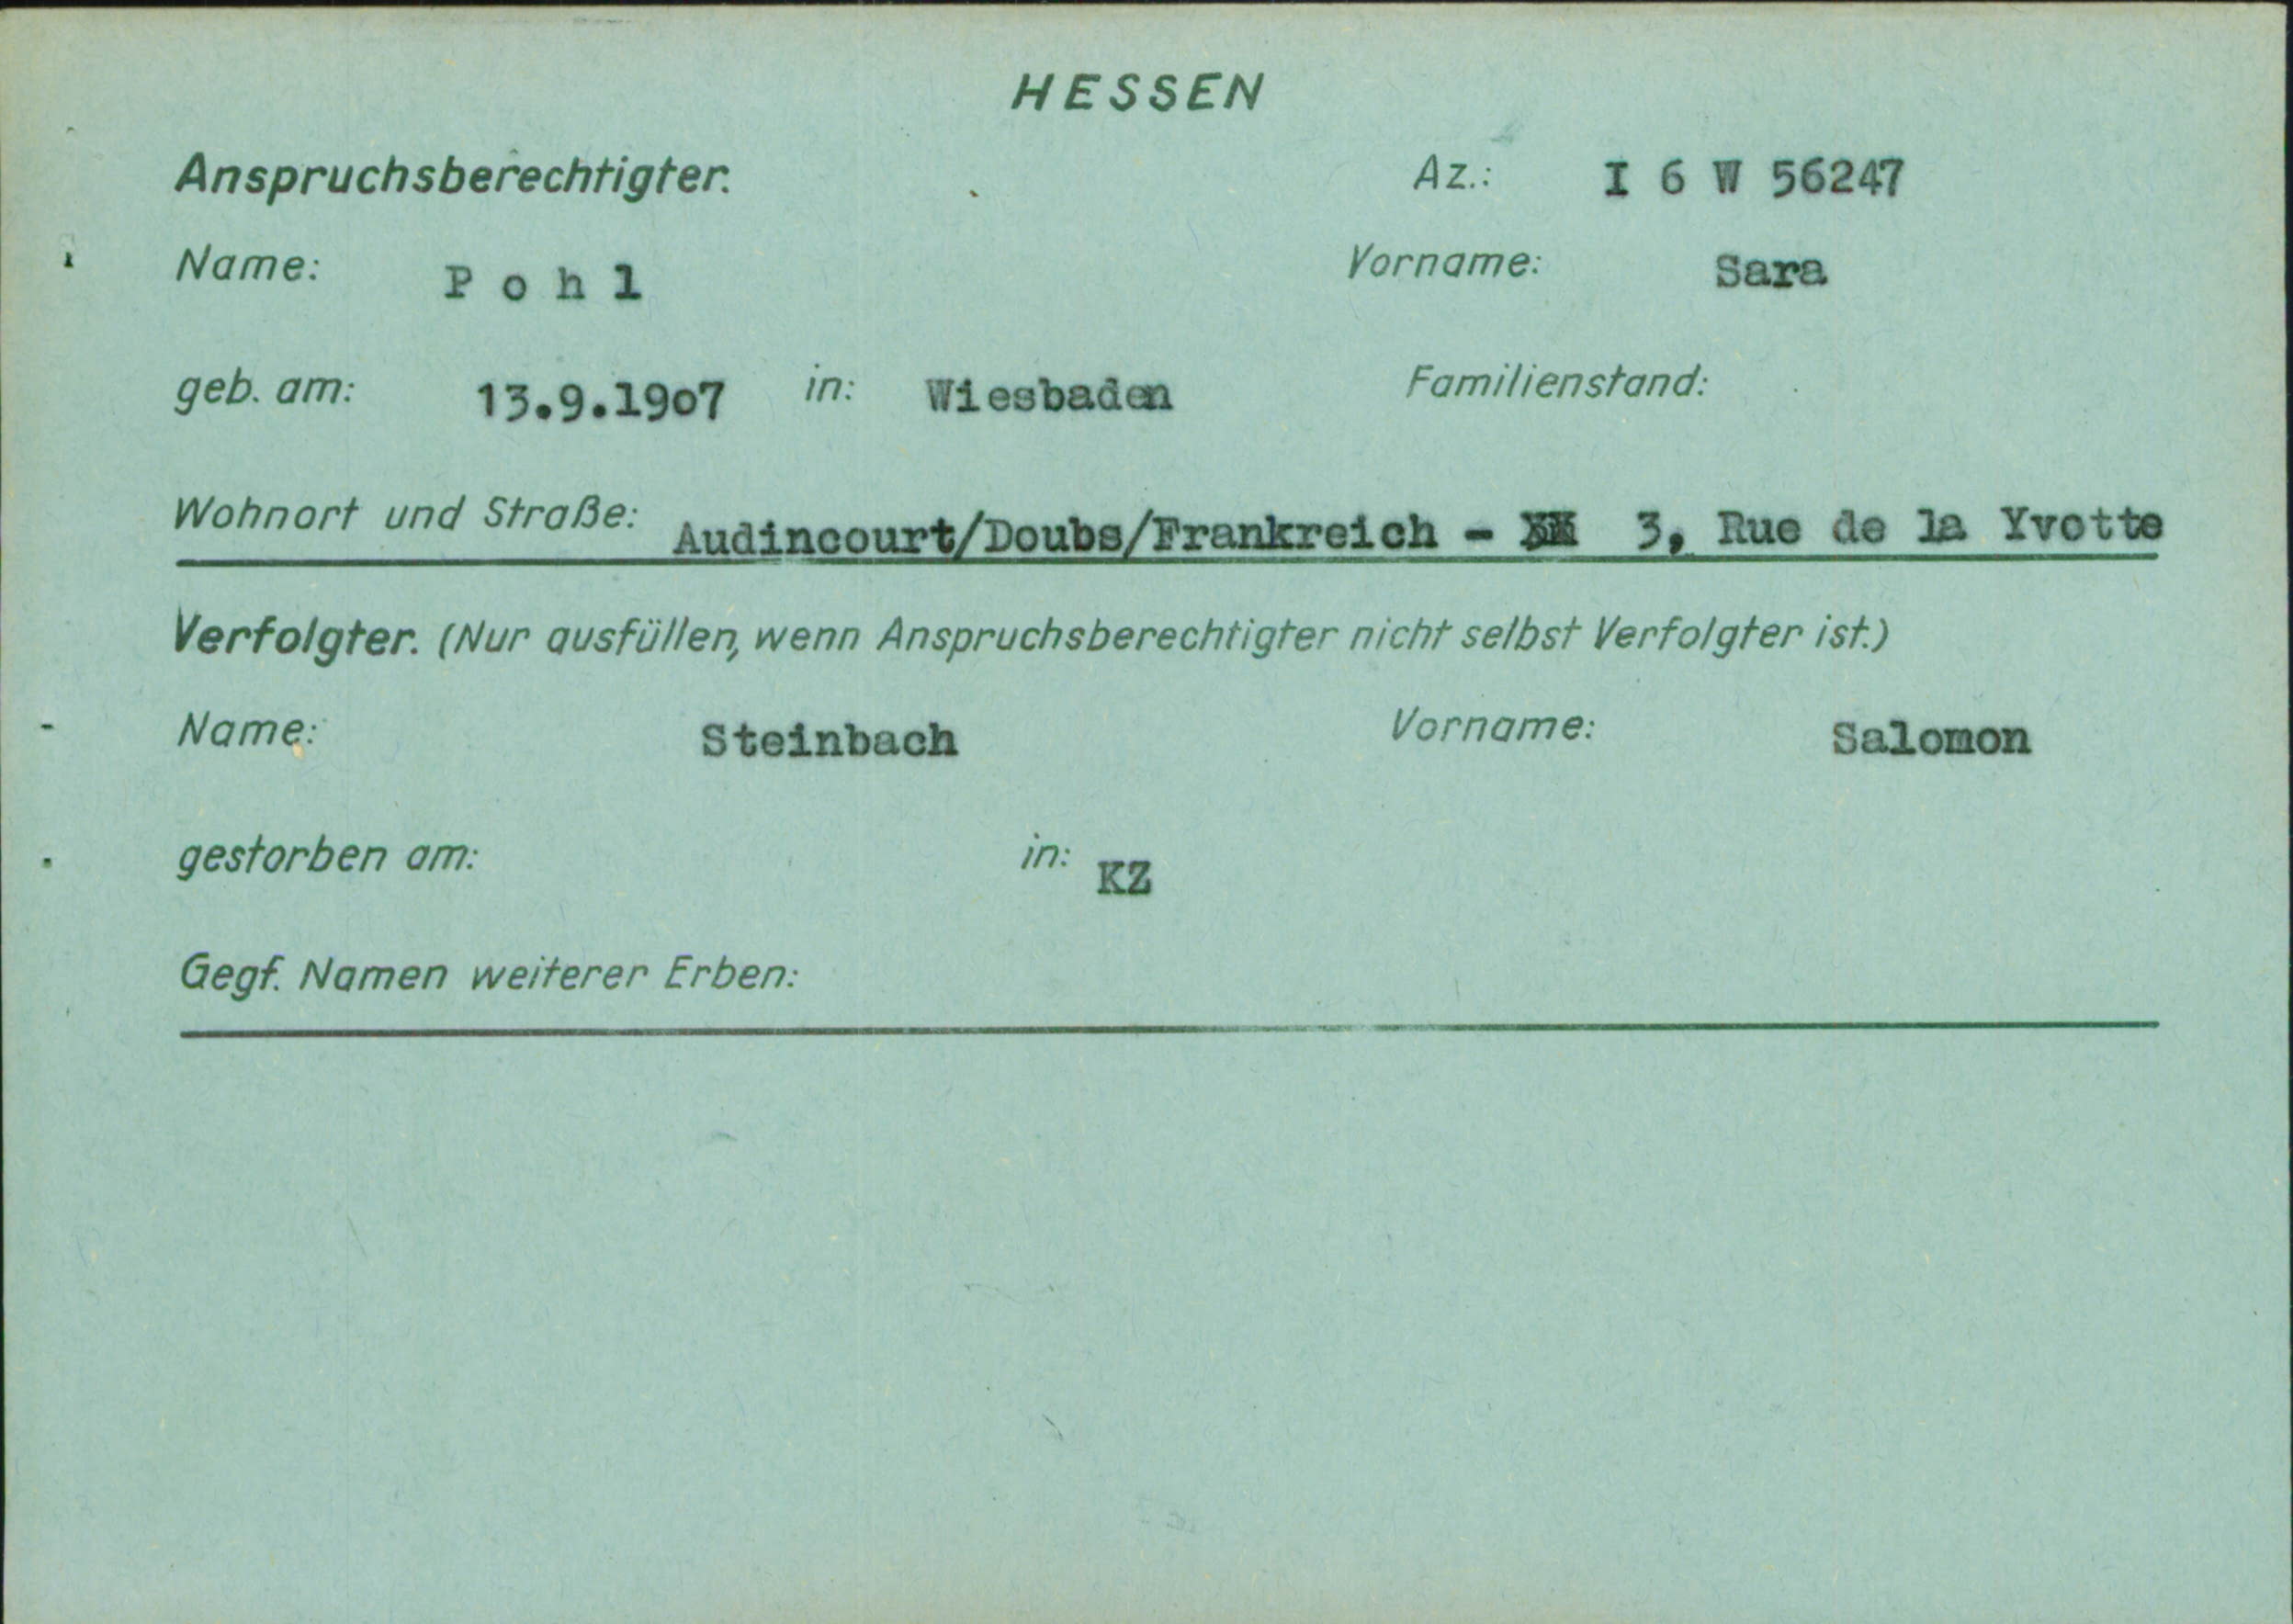 HESSEN
Anspruchsberechtigter. Az.: I 6 W 56247
Name: Pohl Vorname: Sara
geb. am: 13.9.1907 in: Wiesbaden Familienstand:
Wohnort und Straße: Audincourt/Doubs/Frankreich - 3, Rue de la Yvotte
Verfolgter. (Nur ausfüllen, wenn Anspruchsberechtigter nicht selbst Verfolgter ist.)
Name: Steinbach Vorname: Salomon
gestorben am: in: KZ
Gegf. Namen weiterer Erben: